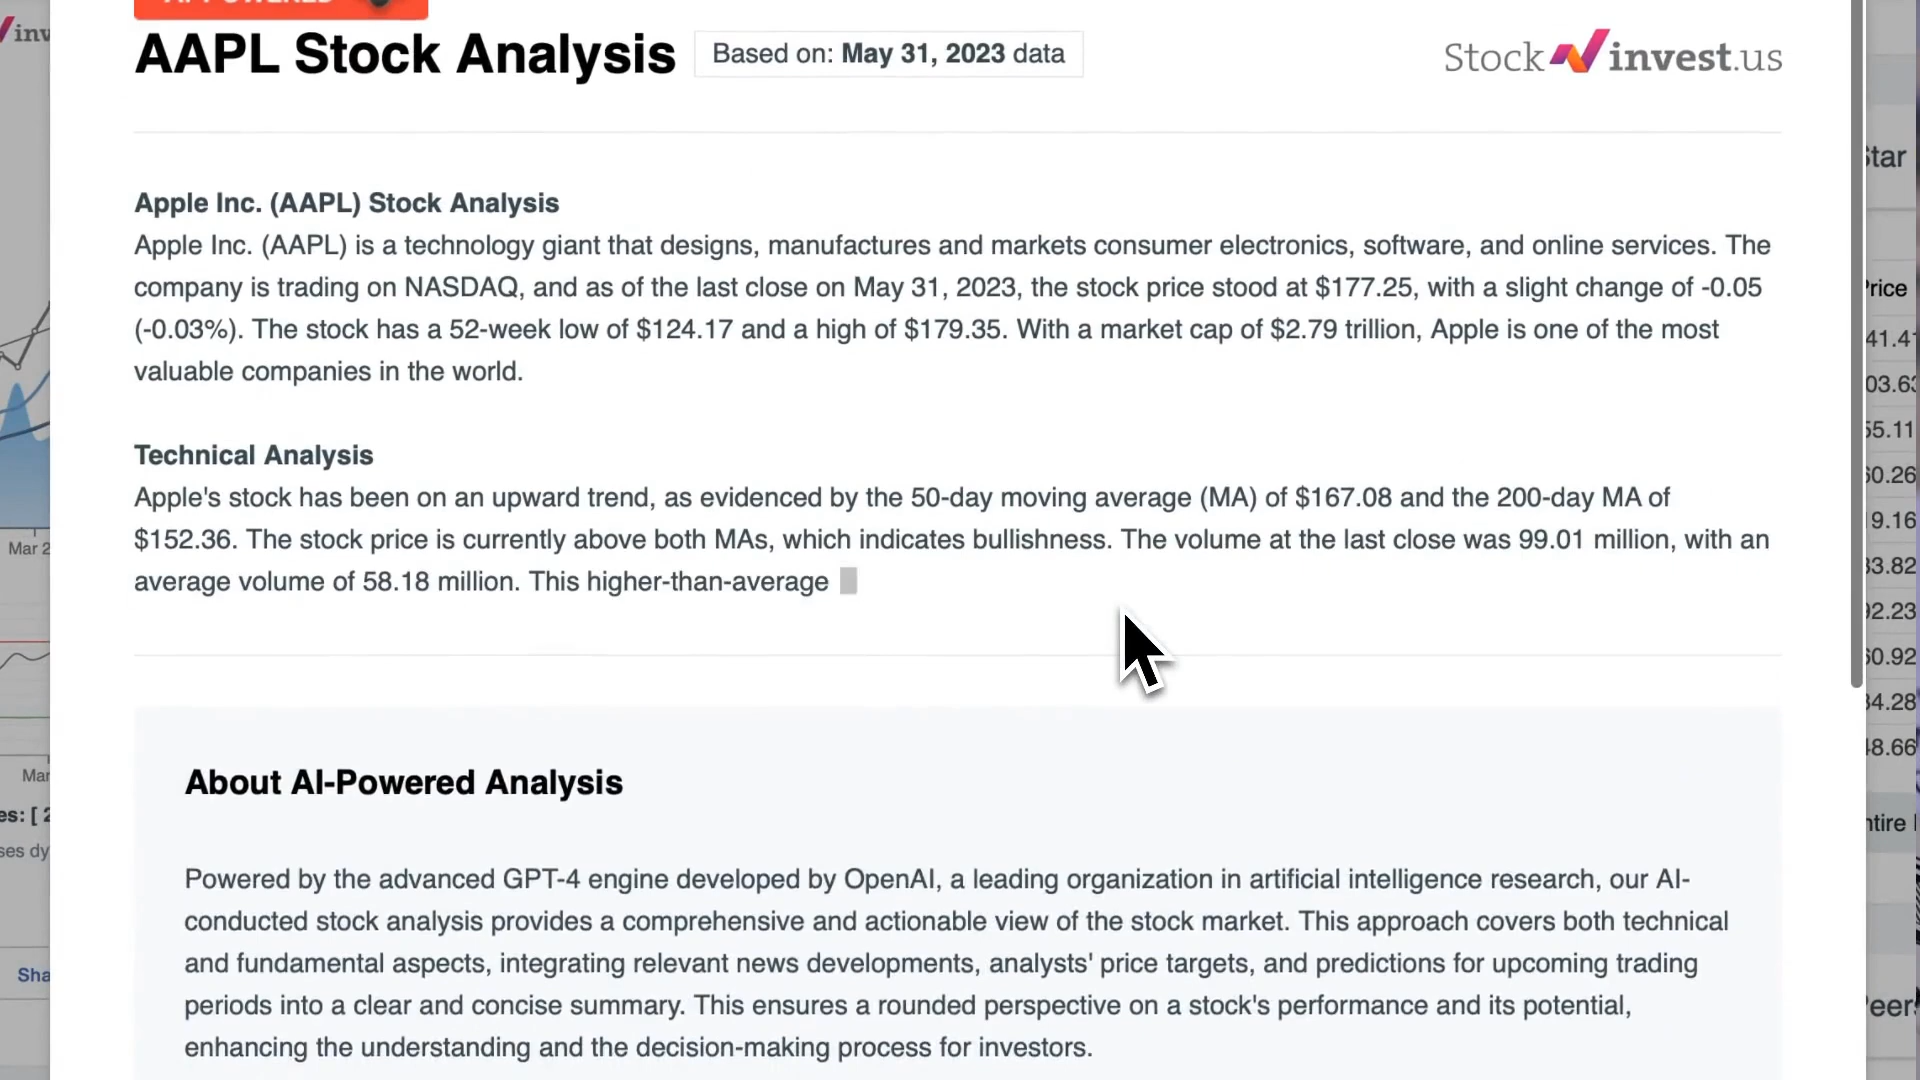 AAPL Stock Analysis
Based on: May 31, 2023 data
Stock invest.us
Apple Inc. (AAPL) Stock Analysis
Apple Inc. (AAPL) is a technology giant that designs, manufactures and markets consumer electronics, software, and online services. The
company is trading on NASDAQ, and as of the last close on May 31, 2023, the stock price stood at $177.25, with a slight change of -0.05
(-0.03%). The stock has a 52-week low of $124.17 and a high of $179.35. With a market cap of $2.79 trillion, Apple is one of the most
valuable companies in the world.
Technical Analysis
Apple's stock has been on an upward trend, as evidenced by the 50-day moving average (MA) of $167.08 and the 200-day MA of
$152.36. The stock price is currently above both MAs, which indicates bullishness. The volume at the last close was 99.01 million, with an
average volume of 58.18 million. This higher-than-average
About AI-Powered Analysis
Powered by the advanced GPT-4 engine developed by OpenAI, a leading organization in artificial intelligence research, our AI-
conducted stock analysis provides a comprehensive and actionable view of the stock market. This approach covers both technical
and fundamental aspects, integrating relevant news developments, analysts' price targets, and predictions for upcoming trading
periods into a clear and concise summary. This ensures a rounded perspective on a stock's performance and its potential,
enhancing the understanding and the decision-making process for investors.